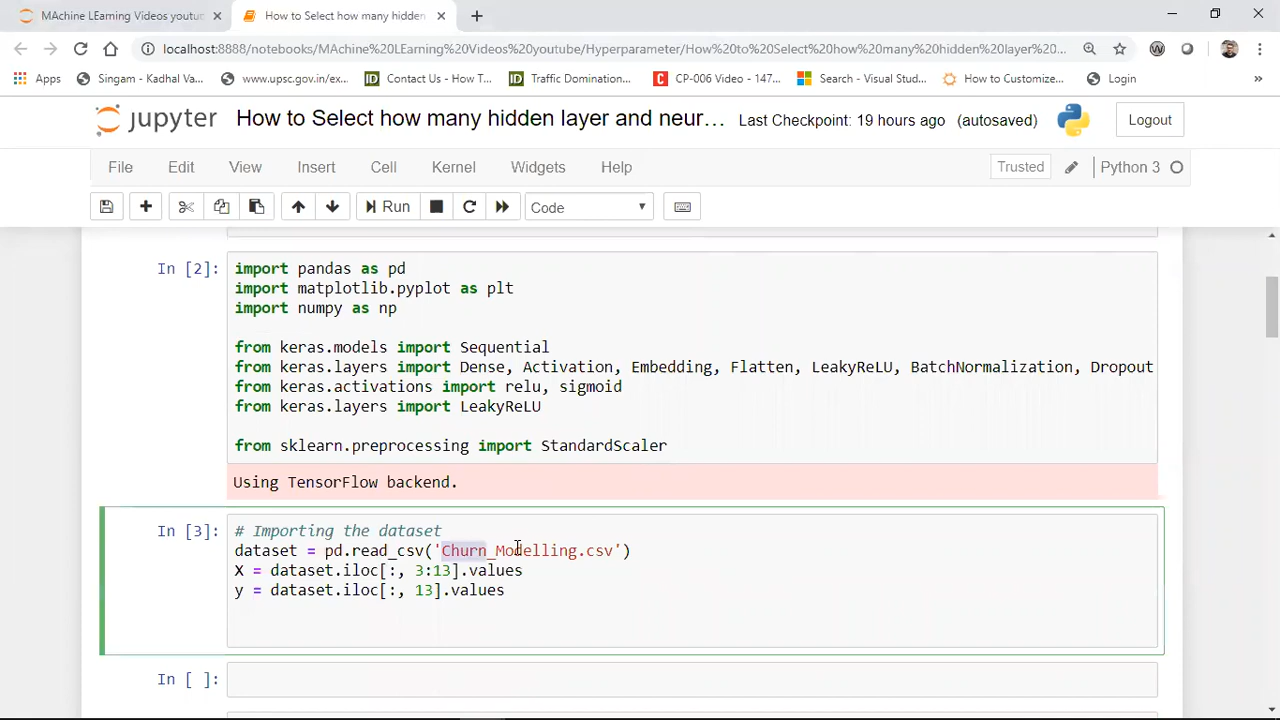 MAchine LEarning Videos youtut
How to Select how many hidden
localhost:8888/notebooks/MAchine%20LEarning%20Videos%20youtube/Hyperparameter/How%20to%20Select%20how%20many%20hidden%20layer%20...
Apps
Singam - Kadhal Va...
www.upsc.gov.in/ex...
Contact Us - How T...
Traffic Domination...
CP-006 Video - 147...
Search - Visual Stud...
How to Customize...
Login
»
jupyter How to Select how many hidden layer and neur... Last Checkpoint: 19 hours ago (autosaved)
Logout
File Edit View Insert Cell Kernel Widgets Help
Trusted
Python 3
Run
Code
In [2]:
import pandas as pd
import matplotlib.pyplot as plt
import numpy as np
from keras.models import Sequential
from keras.layers import Dense, Activation, Embedding, Flatten, LeakyReLU, BatchNormalization, Dropout
from keras.activations import relu, sigmoid
from keras.layers import LeakyReLU
from sklearn.preprocessing import StandardScaler
Using TensorFlow backend.
In [3]:
# Importing the dataset
dataset = pd.read_csv('Churn_Modelling.csv')
X = dataset.iloc[:, 3:13].values
y = dataset.iloc[:, 13].values
In [ ]: